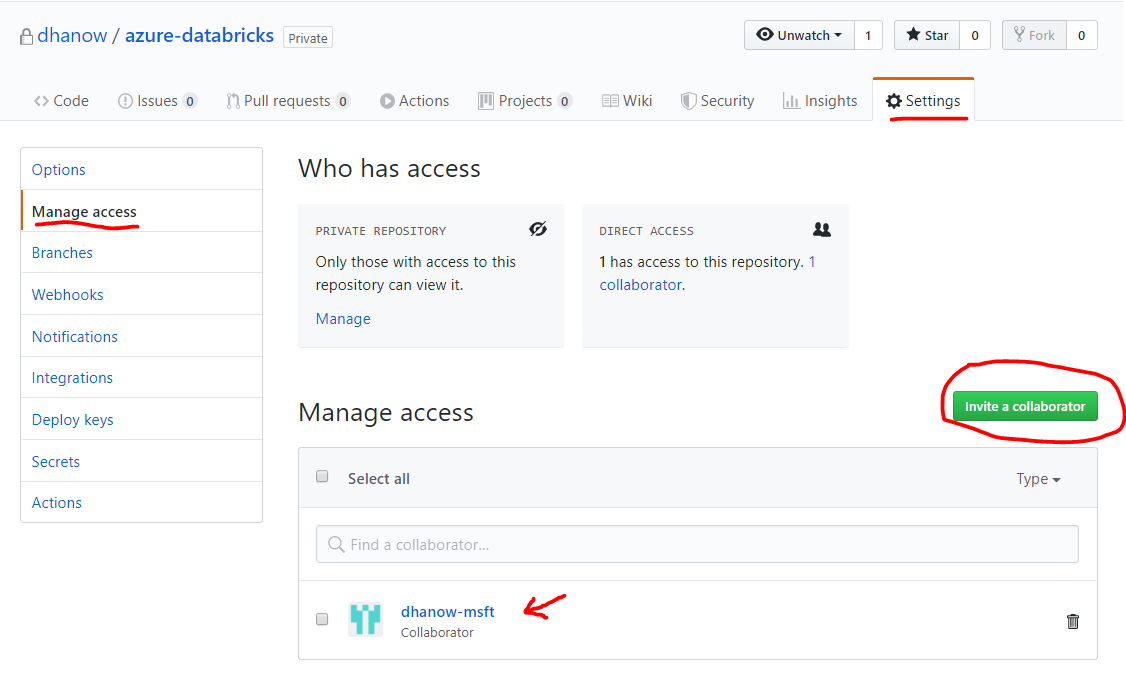 dhanow / azure-databricks Private
Unwatch 1 Star 0 Fork 0
Code Issues 0 Pull requests 0 Actions Projects 0 Wiki Security Insights Settings
Options
Manage access
Branches
Webhooks
Notifications
Integrations
Deploy keys
Secrets
Actions
Who has access
PRIVATE REPOSITORY
Only those with access to this
repository can view it.
Manage
DIRECT ACCESS
1 has access to this repository. 1
collaborator.
Manage access
Invite a collaborator
Select all
Type
Find a collaborator...
dhanow-msft
Collaborator